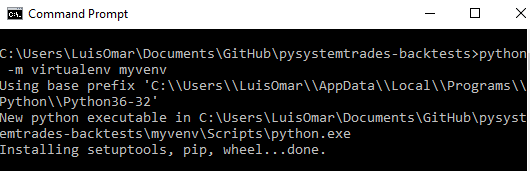 Command Prompt
C:\Users\LuisOmar\Documents\GitHub\pysystemtrades-backtests>python
 -m virtualenv myvenv
Using base prefix 'C:\\Users\\LuisOmar\\AppData\\Local\\Programs\\
Python\\Python36-32'
New python executable in C:\Users\LuisOmar\Documents\GitHub\pysyst
emtrades-backtests\myvenv\Scripts\python.exe
Installing setuptools, pip, wheel...done.